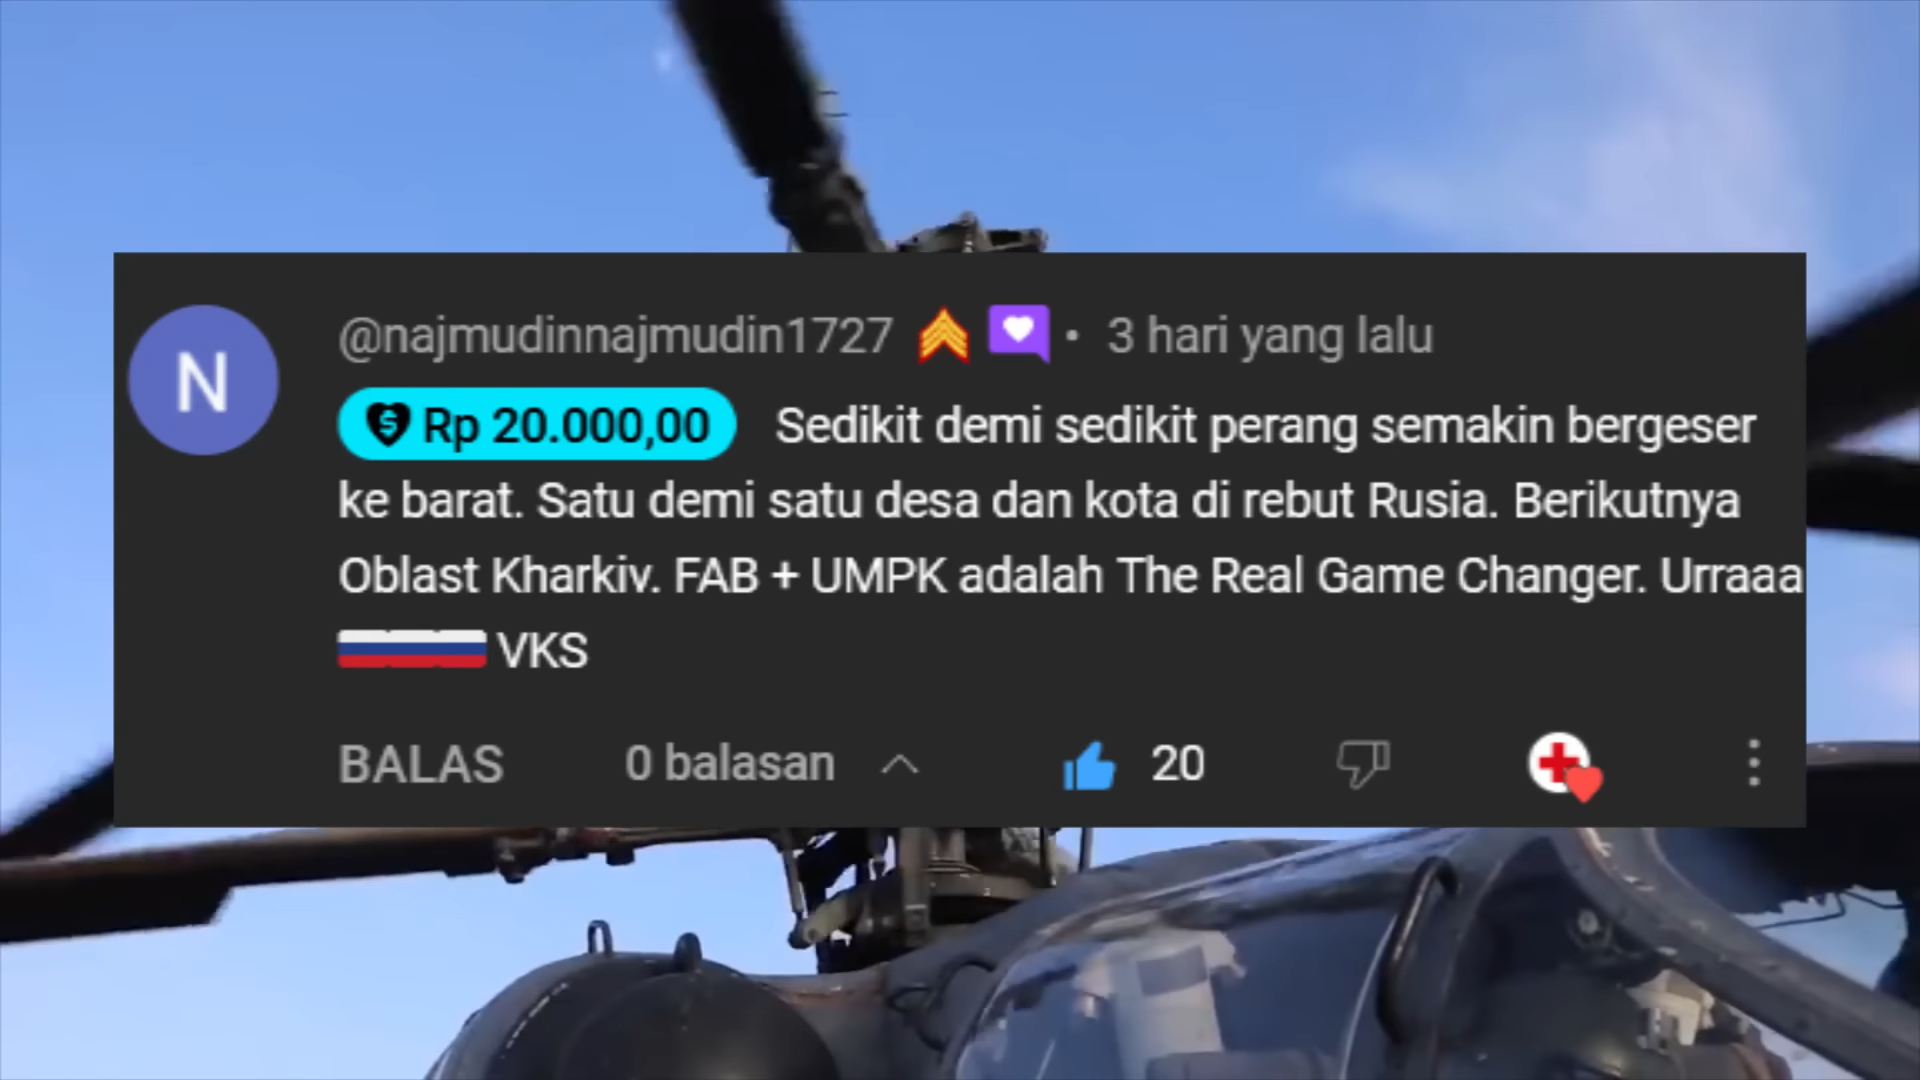 N
@najmudinnajmudin1727 • 3 hari yang lalu
Rp 20.000,00 Sedikit demi sedikit perang semakin bergeser
ke barat. Satu demi satu desa dan kota di rebut Rusia. Berikutnya
Oblast Kharkiv. FAB + UMPK adalah The Real Game Changer. Urraaa
🇷🇺🇷🇺🇷🇺 VKS
BALAS 0 balasan 20